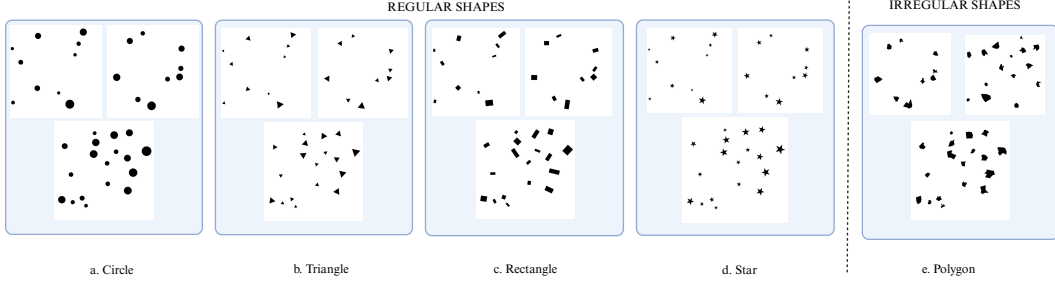 REGULAR SHAPES
IRREGULAR SHAPES
a. Circle
b. Triangle
c. Rectangle
d. Star
e. Polygon